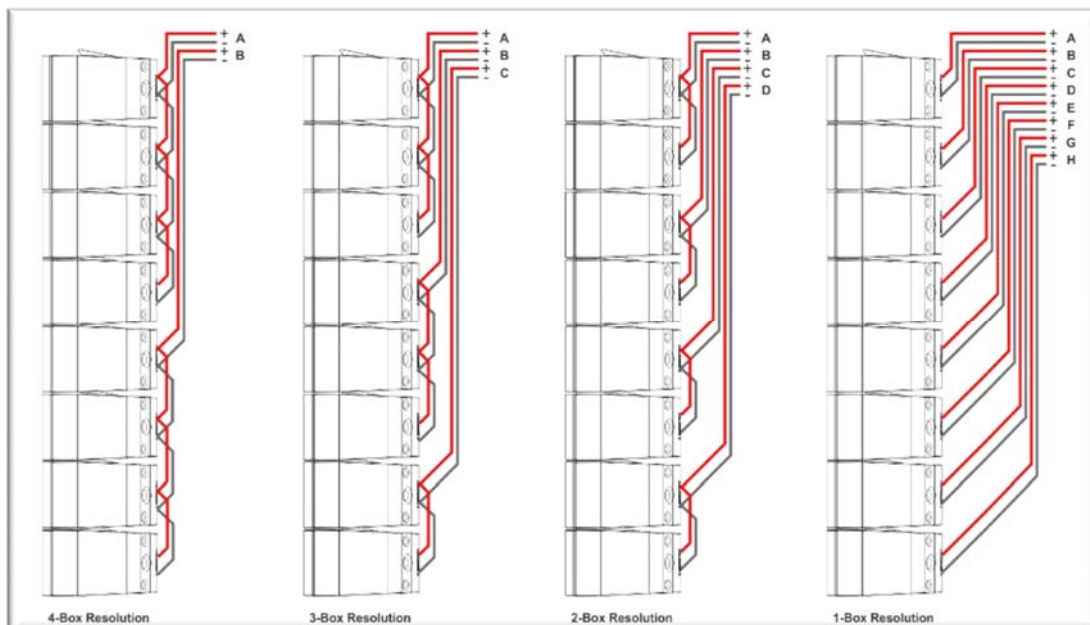 + A
-
+ B
-
+ A
-
+ B
-
+ C
-
+ A
-
+ B
-
+ C
-
+ D
-
+ A
-
+ B
-
+ C
-
+ D
-
+ E
-
+ F
-
+ G
-
+ H
-
4-Box Resolution
3-Box Resolution
2-Box Resolution
1-Box Resolution